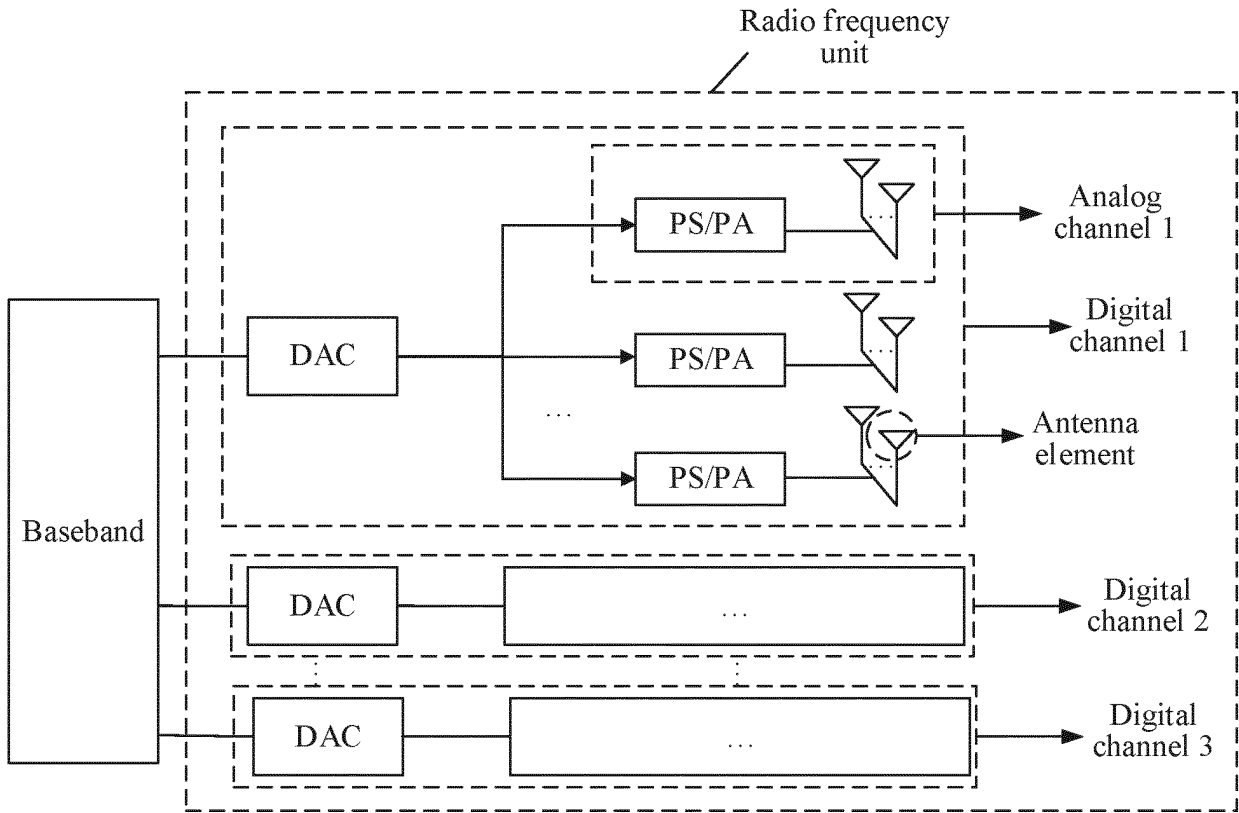 Radio frequency
unit
Analog
channel 1
PS/PA
Digital
channel 1
DAC
PS/PA
...
Antenna
element
PS/PA
Baseband
Digital
channel 2
DAC
...
Digital
channel 3
DAC
...